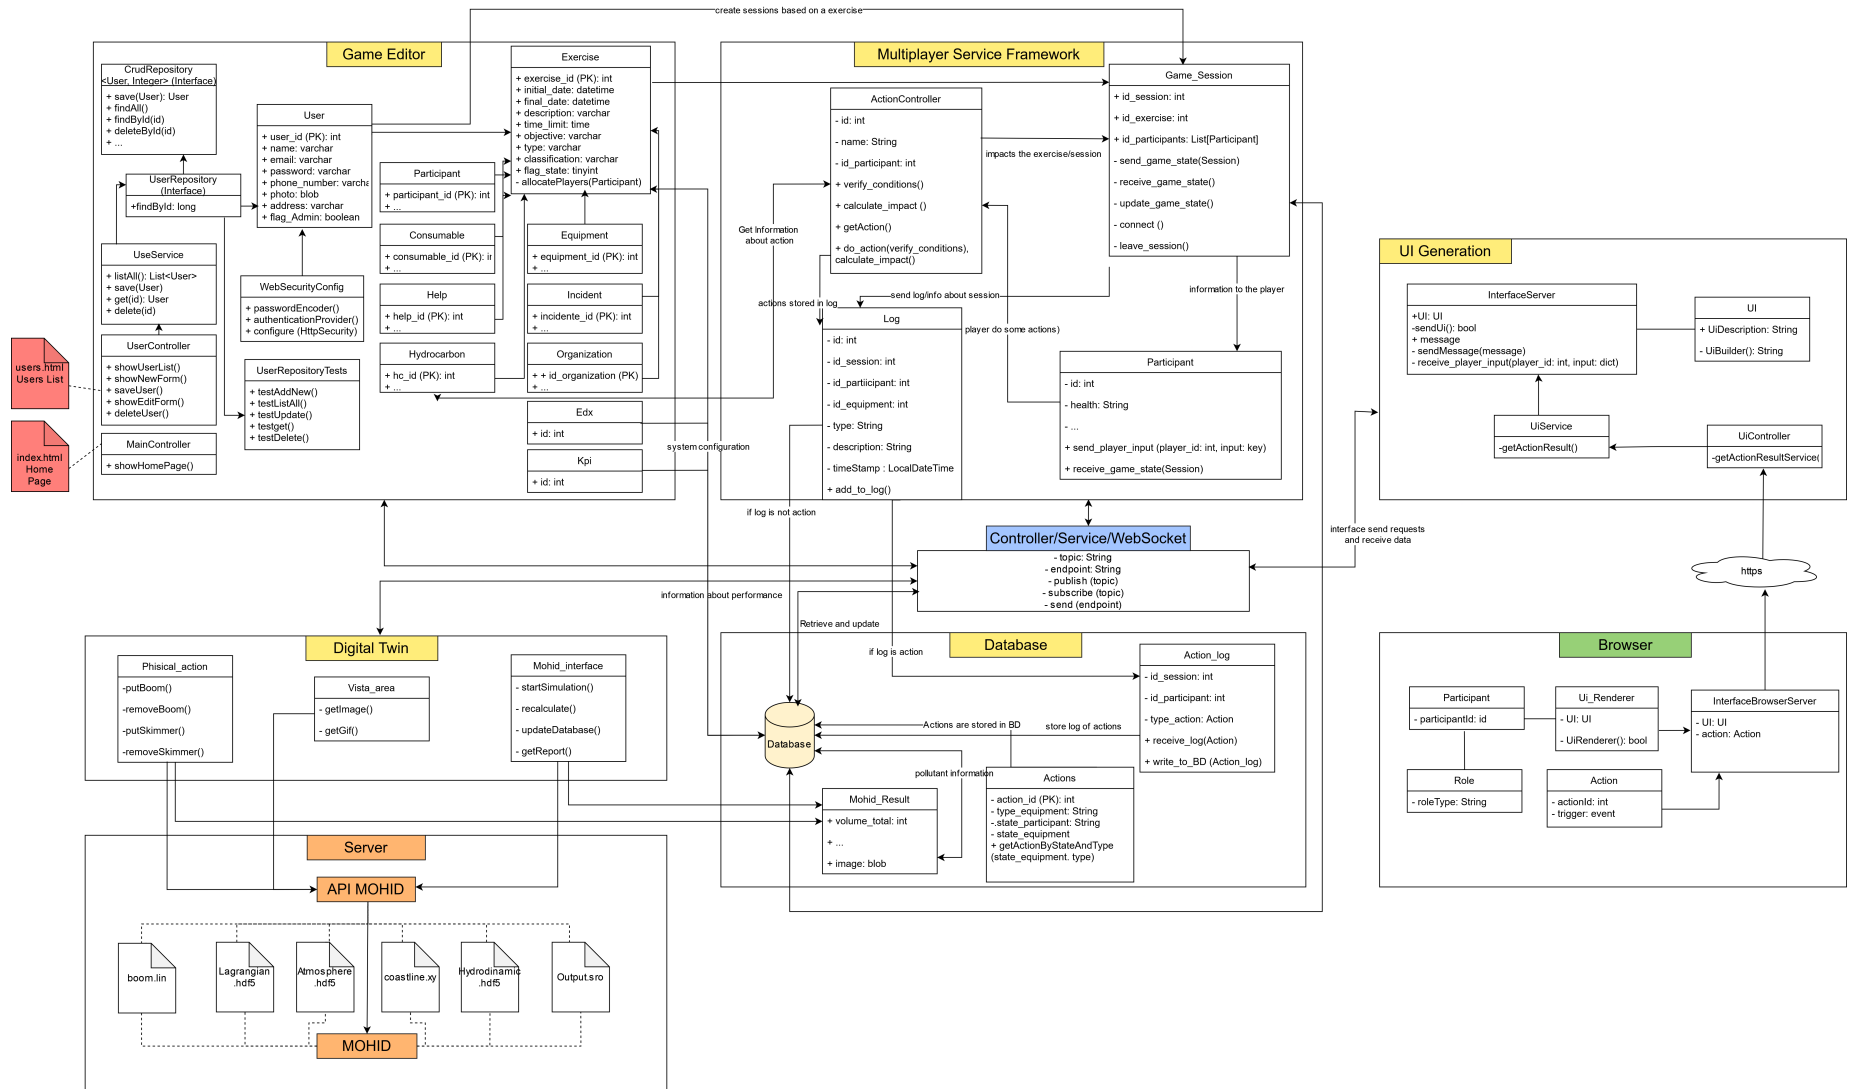 create sessions based on a exercise
Game Editor
CrudRepository
<User, Integer> (Interface)
+ save(User): User
+ findAll()
+ findById(id)
+ deleteById(id)
+ ...
UserRepository
(Interface)
+findById: long
UseService
+ listAll(): List<User>
+ save(User)
+ get(id): User
+ delete(id)
UserController
+ showUserList()
+ showNewForm()
+ saveUser()
+ showEditForm()
+ deleteUser()
MainController
+ showHomePage()
users.html
Users List
index.html
Home
Page
User
+ user_id (PK): int
+ name: varchar
+ email: varchar
+ password: varchar
+ phone_number: varcha
+ photo: blob
+ address: varchar
+ flag_Admin: boolean
WebSecurityConfig
+ passwordEncoder()
+ authenticationProvider()
+ configure (HttpSecurity)
UserRepositoryTests
+ testAddNew()
+ testListAll()
+ testUpdate()
+ testget()
+ testDelete()
Exercise
+ exercise_id (PK): int
+ initial_date: datetime
+ final_date: datetime
+ description: varchar
+ time_limit: time
+ objective: varchar
+ type: varchar
+ classification: varchar
+ flag_state: tinyint
- allocatePlayers(Participant)
Participant
+ participant_id (PK): int
+ ...
Consumable
+ consumable_id (PK): ir
+ ...
Help
+ help_id (PK): int
+ ...
Hydrocarbon
+ hc_id (PK): int
+ ...
Equipment
+ equipment_id (PK): int
+ ...
Incident
+ incidente_id (PK): int
+ ...
Organization
+ + id_organization (PK)
+ ...
Edx
+ id: int
Kpi
+ id: int
system configuration
Multiplayer Service Framework
ActionController
- id: int
- name: String
- id_participant: int
+ verify_conditions()
+ calculate_impact ()
+ getAction()
+ do_action(verify_conditions),
calculate_impact()
impacts the exercise/session
Get Information
about action
Game_Session
+ id_session: int
+ id_exercise: int
+ id_participants: List[Participant]
- send_game_state(Session)
- receive_game_state()
- update_game_state()
- connect ()
- leave_session()
send log/info about session
actions stored in log
information to the player
player do some actions)
Log
- id: int
- id_session: int
- id_partiicipant: int
- id_equipment: int
- type: String
- description: String
- timeStamp : LocalDateTime
+ add_to_log()
Participant
- id: int
- health: String
- ...
+ send_player_input (player_id: int, input: key)
+ receive_game_state(Session)
if log is not action
Controller/Service/WebSocket
- topic: String
- endpoint: String
- publish (topic)
- subscribe (topic)
- send (endpoint)
interface send requests
and receive data
UI Generation
InterfaceServer
+UI: UI
-sendUi(): bool
+ message
- sendMessage(message)
- receive_player_input(player_id: int, input: dict)
UI
+ UiDescription: String
- UiBuilder(): String
UiService
-getActionResult()
UiController
-getActionResultService(
https
information about performance
Retrieve and update
if log is action
Digital Twin
Phisical_action
-putBoom()
-removeBoom()
-putSkimmer()
-removeSkimmer()
Vista_area
- getImage()
- getGif()
Mohid_interface
- startSimulation()
- recalculate()
- updateDatabase()
- getReport()
Database
Database
Action_log
- id_session: int
- id_participant: int
- type_action: Action
+ receive_log(Action)
+ write_to_BD (Action_log)
Actions are stored in BD
store log of actions
pollutant information
Mohid_Result
+ volume_total: int
+ ...
+ image: blob
Actions
- action_id (PK): int
- type_equipment: String
-.state_participant: String
- state_equipment
+ getActionByStateAndType
(state_equipment. type)
Browser
Participant
- participantId: id
Ui_Renderer
- UI: UI
- UiRenderer(): bool
InterfaceBrowserServer
- UI: UI
- action: Action
Role
- roleType: String
Action
- actionId: int
- trigger: event
Server
API MOHID
boom.lin
Lagrangian
.hdf5
Atmosphere
.hdf5
coastline.xy
Hydrodinamic
.hdf5
Output.sro
MOHID